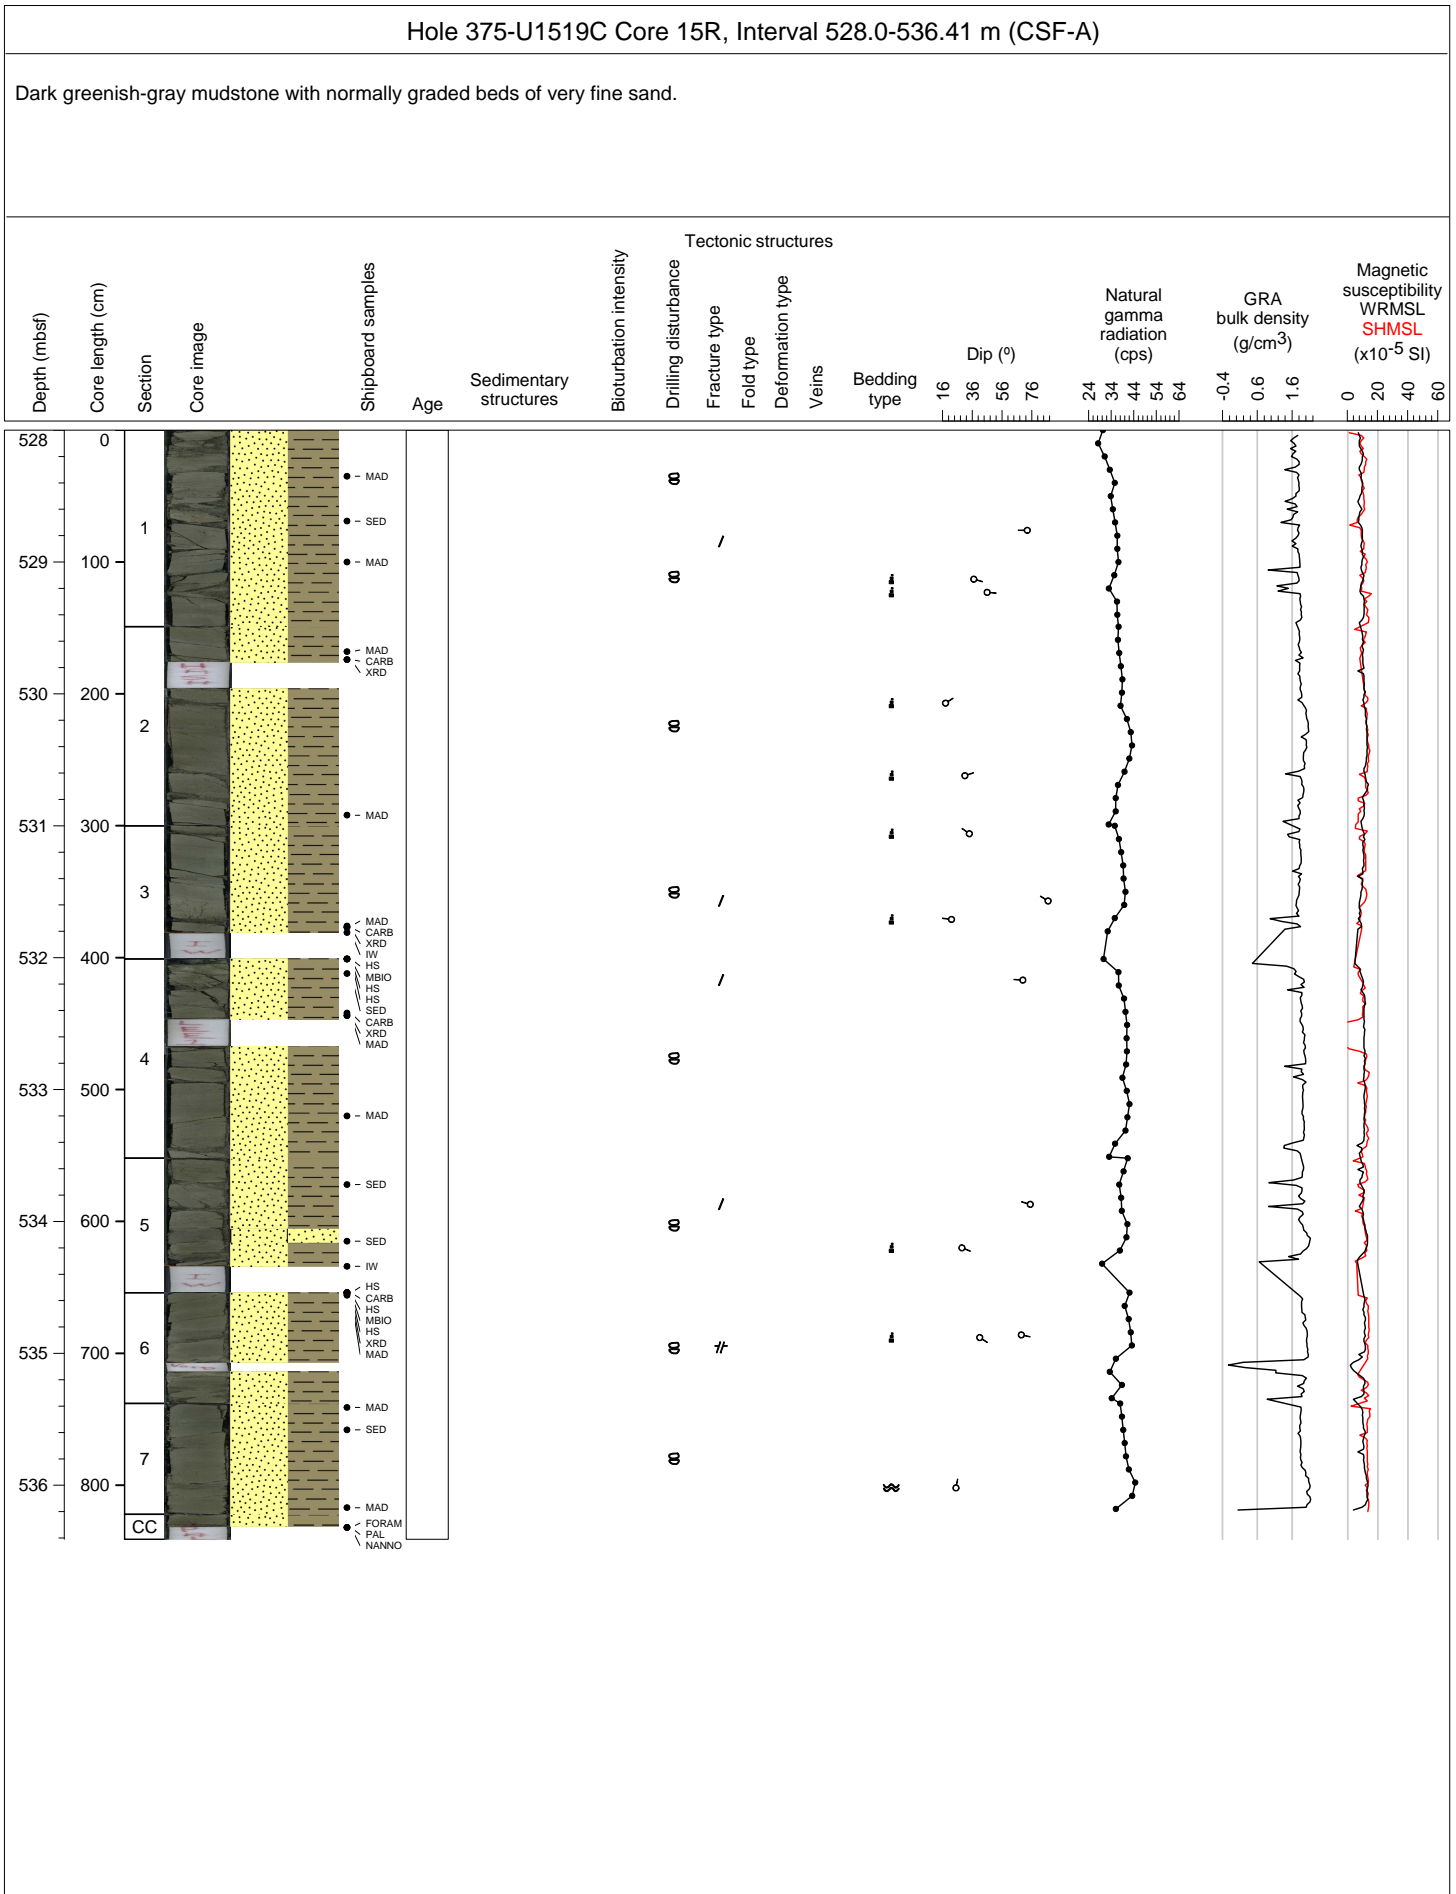 Hole 375-U1519C Core 15R, Interval 528.0-536.41 m (CSF-A)
Dark greenish-gray mudstone with normally graded beds of very fine sand.
Depth (mbsf)
Core length (cm)
Section
Core image
Shipboard samples
Age
Sedimentary
structures
Bioturbation intensity
Drilling disturbance
Tectonic structures
Fracture type
Fold type
Deformation type
Veins
Bedding
type
Dip (º)
16 36 56 76
Natural
gamma
radiation
(cps)
24 34 44 54 64
GRA
bulk density
(g/cm3)
-0.4 0.6 1.6
Magnetic
susceptibility
WRMSL
SHMSL
(x10-5 SI)
0 20 40 60
528 0
MAD
SED
1
529 100
MAD
MAD
CARB
XRD
530 200
2
MAD
531 300
3
MAD
CARB
XRD
IW
532 400
HS
MBIO
HS
HS
SED
CARB
XRD
MAD
4
533 500
MAD
SED
534 600
5
SED
IW
HS
CARB
HS
MBIO
HS
XRD
MAD
6
535 700
MAD
SED
7
536 800
MAD
CC
FORAM
PAL
NANNO